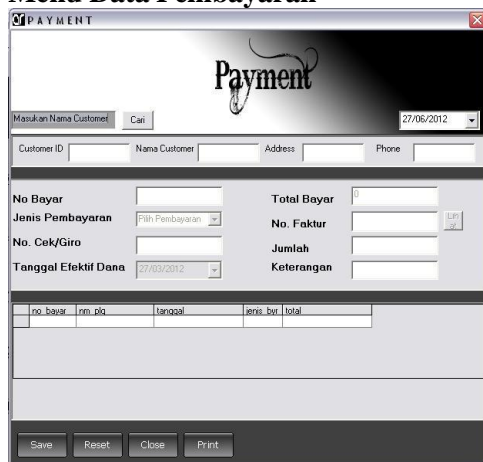 Menu Data Pembayaran
PAYMENT
Payment
Masukan Nama Customer Cari 27/06/2012
Customer ID Nama Customer Address Phone
No Bayar Total Bayar 0
Jenis Pembayaran Pilih Pembayaran No. Faktur Lih
at
No. Cek/Giro Jumlah
Tanggal Efektif Dana 27/03/2012 Keterangan
no_bayar nm_plg tanggal jenis_byr total
Save Reset Close Print